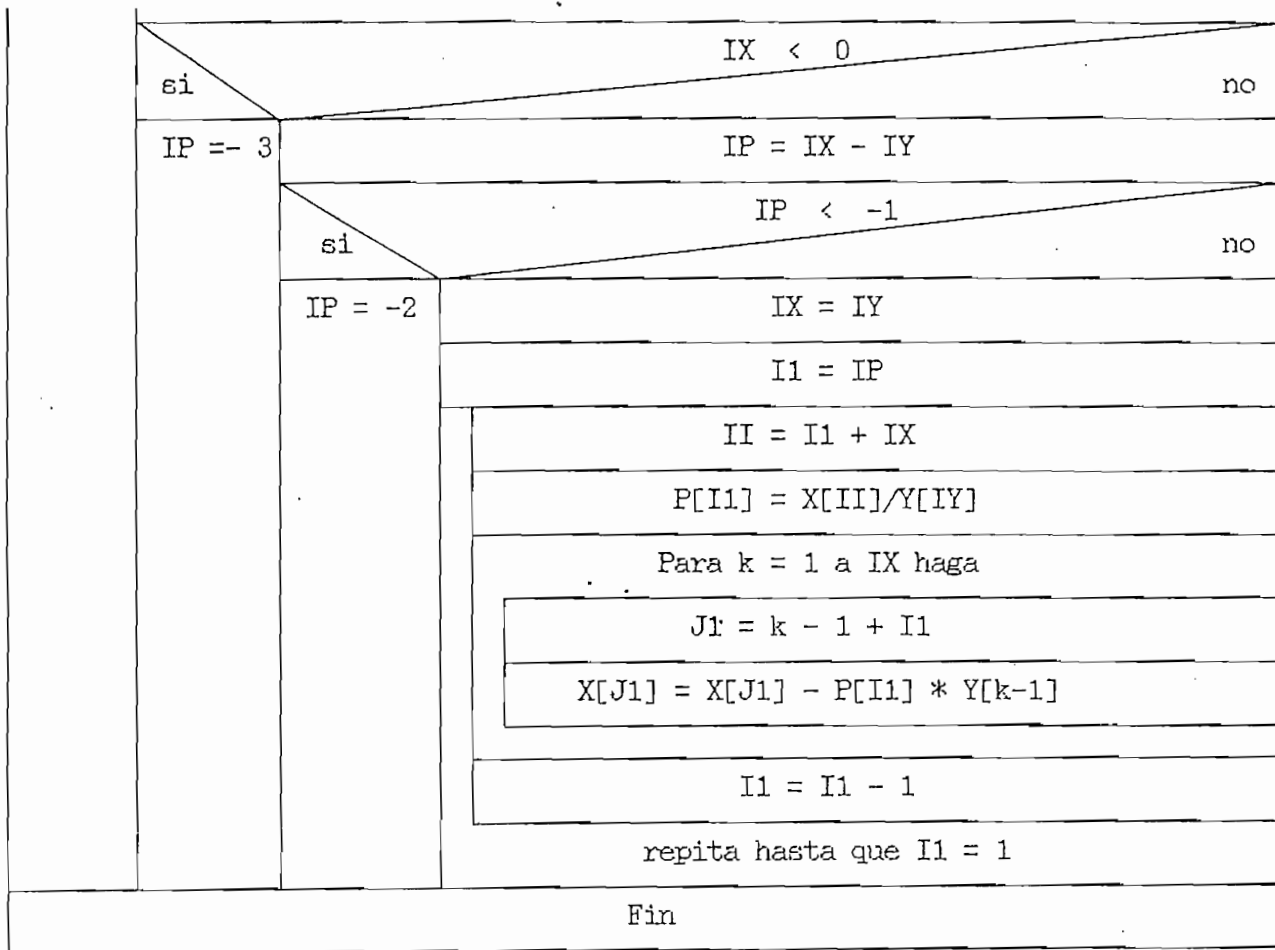 IX < 0
si
no
IP =- 3
IP = IX - IY
IP < -1
si
no
IP = -2
IX = IY
I1 = IP
II = I1 + IX
P[I1] = X[II]/Y[IY]
Para k = 1 a IX haga
J1 = k - 1 + I1
X[J1] = X[J1] - P[I1] * Y[k-1]
I1 = I1 - 1
repita hasta que I1 = 1
Fin